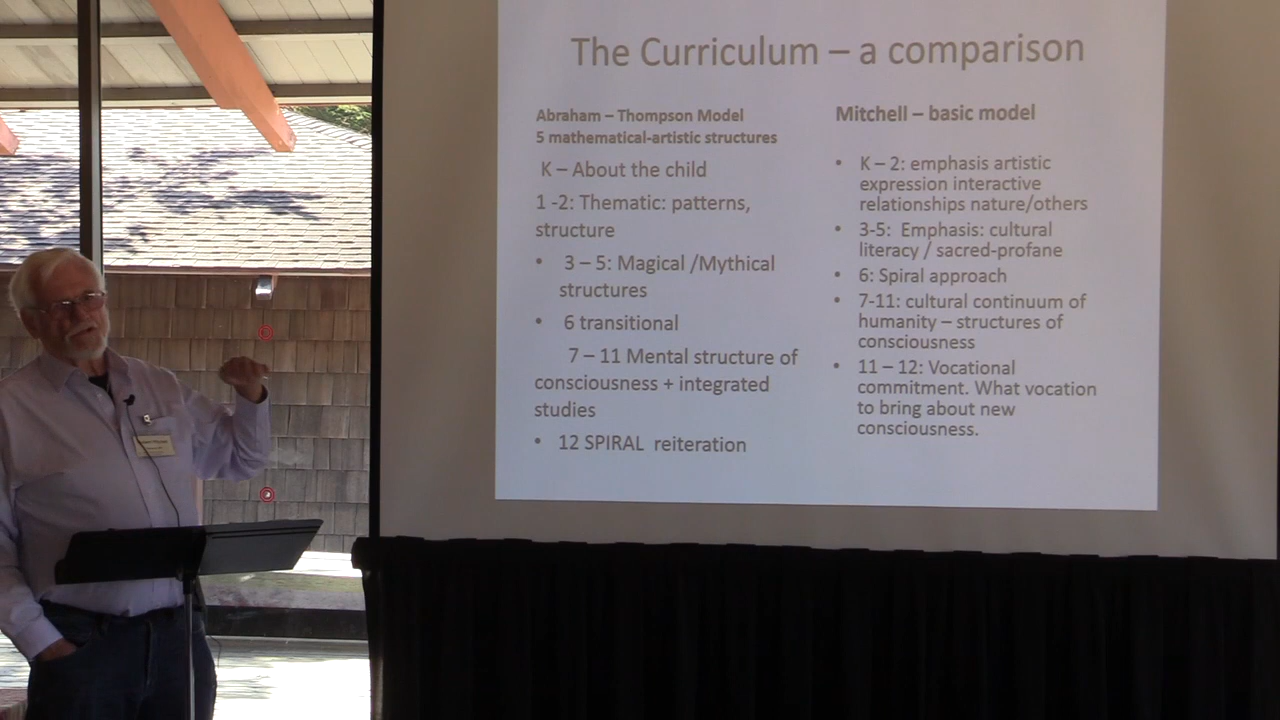 The Curriculum – a comparison
Abraham – Thompson Model
5 mathematical-artistic structures
K – About the child
1 -2: Thematic: patterns,
structure
• 3 – 5: Magical /Mythical
structures
• 6 transitional
7 – 11 Mental structure of
consciousness + integrated
studies
• 12 SPIRAL reiteration
Mitchell – basic model
• K – 2: emphasis artistic
expression interactive
relationships nature/others
• 3-5: Emphasis: cultural
literacy / sacred-profane
• 6: Spiral approach
• 7-11: cultural continuum of
humanity – structures of
consciousness
• 11 – 12: Vocational
commitment. What vocation
to bring about new
consciousness.